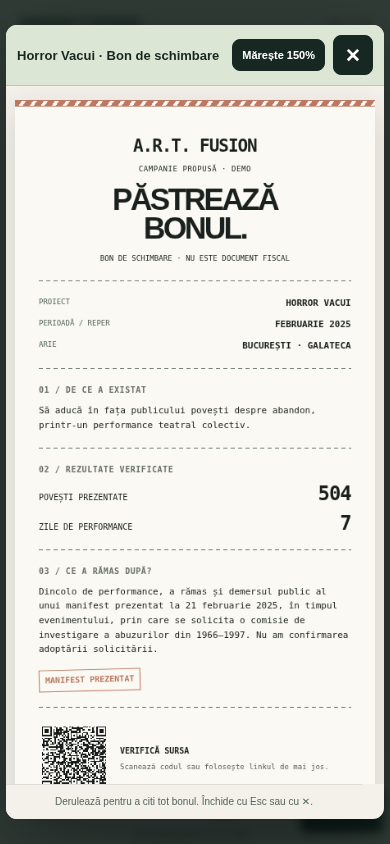 Horror Vacui · Bon de schimbare
Mărește 150%
✕
A.R.T. FUSION
CAMPANIE PROPUSĂ · DEMO
PĂSTREAZĂ
BONUL.
BON DE SCHIMBARE · NU ESTE DOCUMENT FISCAL
PROIECT HORROR VACUI
PERIOADĂ / REPER FEBRUARIE 2025
ARIE BUCUREȘTI · GALATECA
01 / DE CE A EXISTAT
Să aducă în fața publicului povești despre abandon,
printr-un performance teatral colectiv.
02 / REZULTATE VERIFICATE
POVEȘTI PREZENTATE 504
ZILE DE PERFORMANCE 7
03 / CE A RĂMAS DUPĂ?
Dincolo de performance, a rămas și demersul public al
unui manifest prezentat la 21 februarie 2025, în timpul
evenimentului, prin care se solicita o comisie de
investigare a abuzurilor din 1966–1997. Nu am confirmarea
adoptării solicitării.
MANIFEST PREZENTAT
VERIFICĂ SURSA
Scanează codul sau folosește linkul de mai jos.
Derulează pentru a citi tot bonul. Închide cu Esc sau cu ✕.